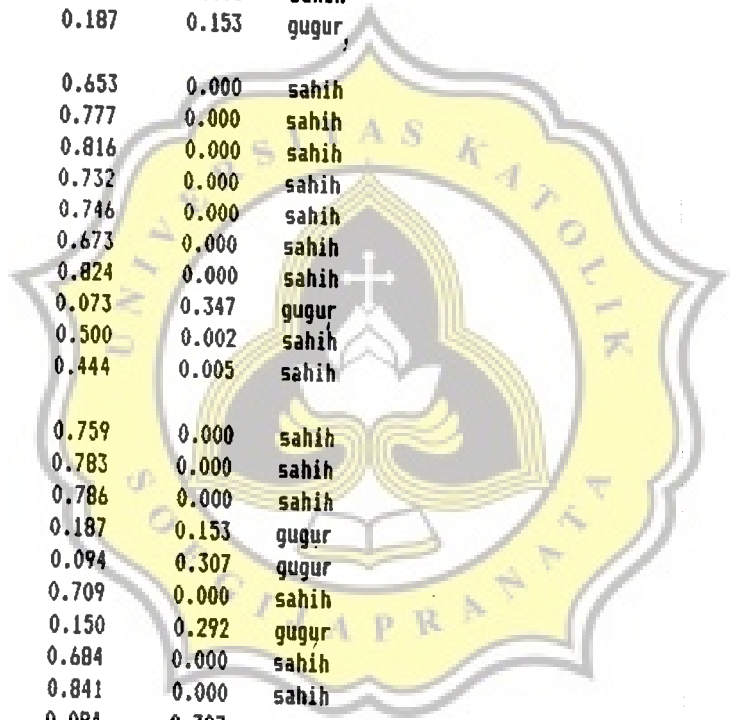 0.187 0.153 gugur
0.653 0.000 sahih
0.777 0.000 sahih
0.816 0.000 sahih
0.732 0.000 sahih
0.746 0.000 sahih
0.673 0.000 sahih
0.824 0.000 sahih
0.073 0.347 gugur
0.500 0.002 sahih
0.444 0.005 sahih
0.759 0.000 sahih
0.783 0.000 sahih
0.786 0.000 sahih
0.187 0.153 gugur
0.094 0.307 gugur
0.709 0.000 sahih
0.150 0.292 gugur
0.684 0.000 sahih
0.841 0.000 sahih
UNIVERSITAS KATOLIK
SOEGIJAPRANATA